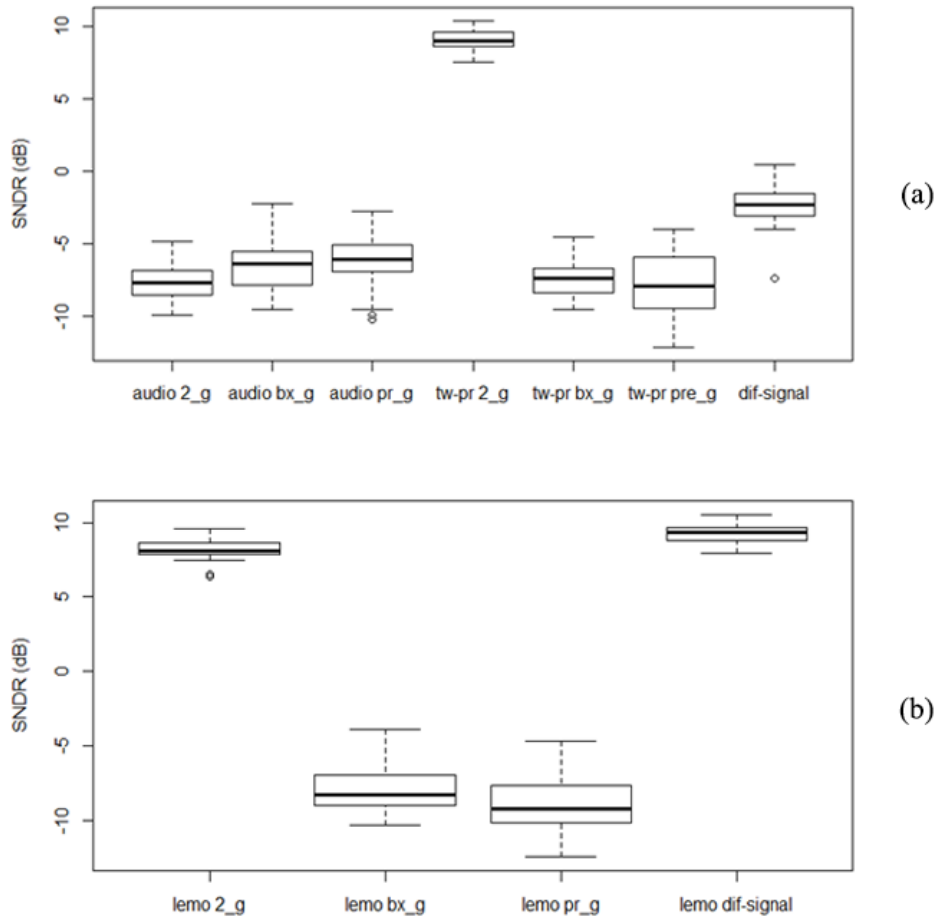 10
5
0
-5
-10
SNDR (dB)
(a)
audio 2_g audio bx_g audio pr_g tw-pr 2_g tw-pr bx_g tw-pr pre_g dif-signal
10
5
0
-5
-10
SNDR (dB)
(b)
lemo 2_g lemo bx_g lemo pr_g lemo dif-signal